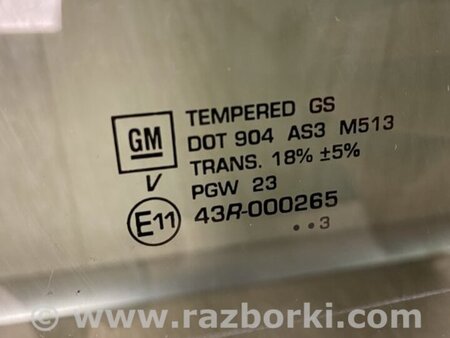 TEMPERED GS
GM DOT 904 AS3 M513
TRANS. 18% ±5%
V PGW 23
E11 43R-000265
••3
© www.razborki.com